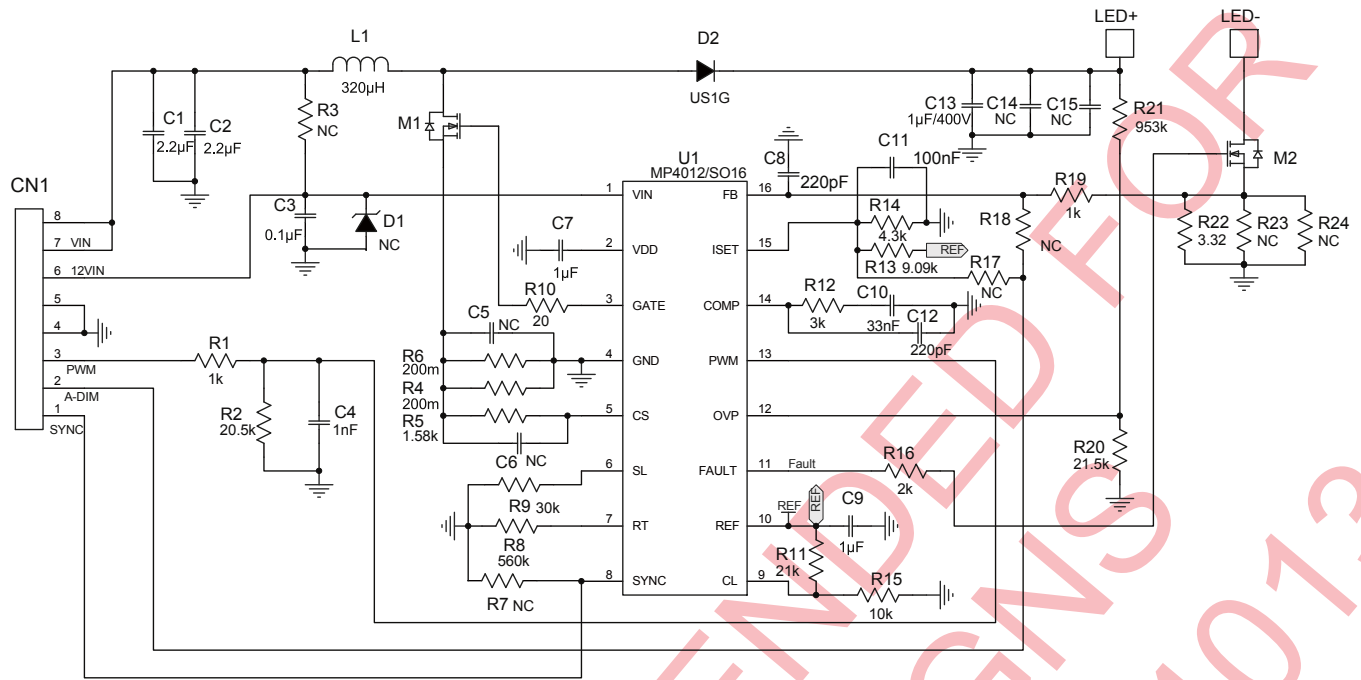 LED+ LED-
L1 D2
320µH US1G
C1 2.2µF
C2 2.2µF
R3 NC
M1
C13 1µF/400V
C14 NC
C15 NC
R21 953k
M2
C11 100nF
C8 220pF
U1
MP4012/SO16
CN1
8
7 VIN
6 12VIN
5
4
3 PWM
2 A-DIM
1 SYNC
C3 0.1µF
D1 NC
C7 1µF
R10 20
C5 NC
R6 200m
R4 200m
R5 1.58k
C6 NC
R9 30k
R8 560k
R7 NC
R1 1k
R2 20.5k
C4 1nF
1 VIN FB 16
2 VDD ISET 15
3 GATE COMP 14
4 GND PWM 13
5 CS OVP 12
6 SL FAULT 11 Fault
7 RT REF 10
8 SYNC CL 9
R14 4.3k
R13 9.09k REF
R17 NC
R18 NC
R19 1k
R22 3.32
R23 NC
R24 NC
R12 3k
C10 33nF
C12 220pF
R16 2k
R20 21.5k
REF
REF
C9 1µF
R11 21k
R15 10k
ENDED FOR
GNS
4013